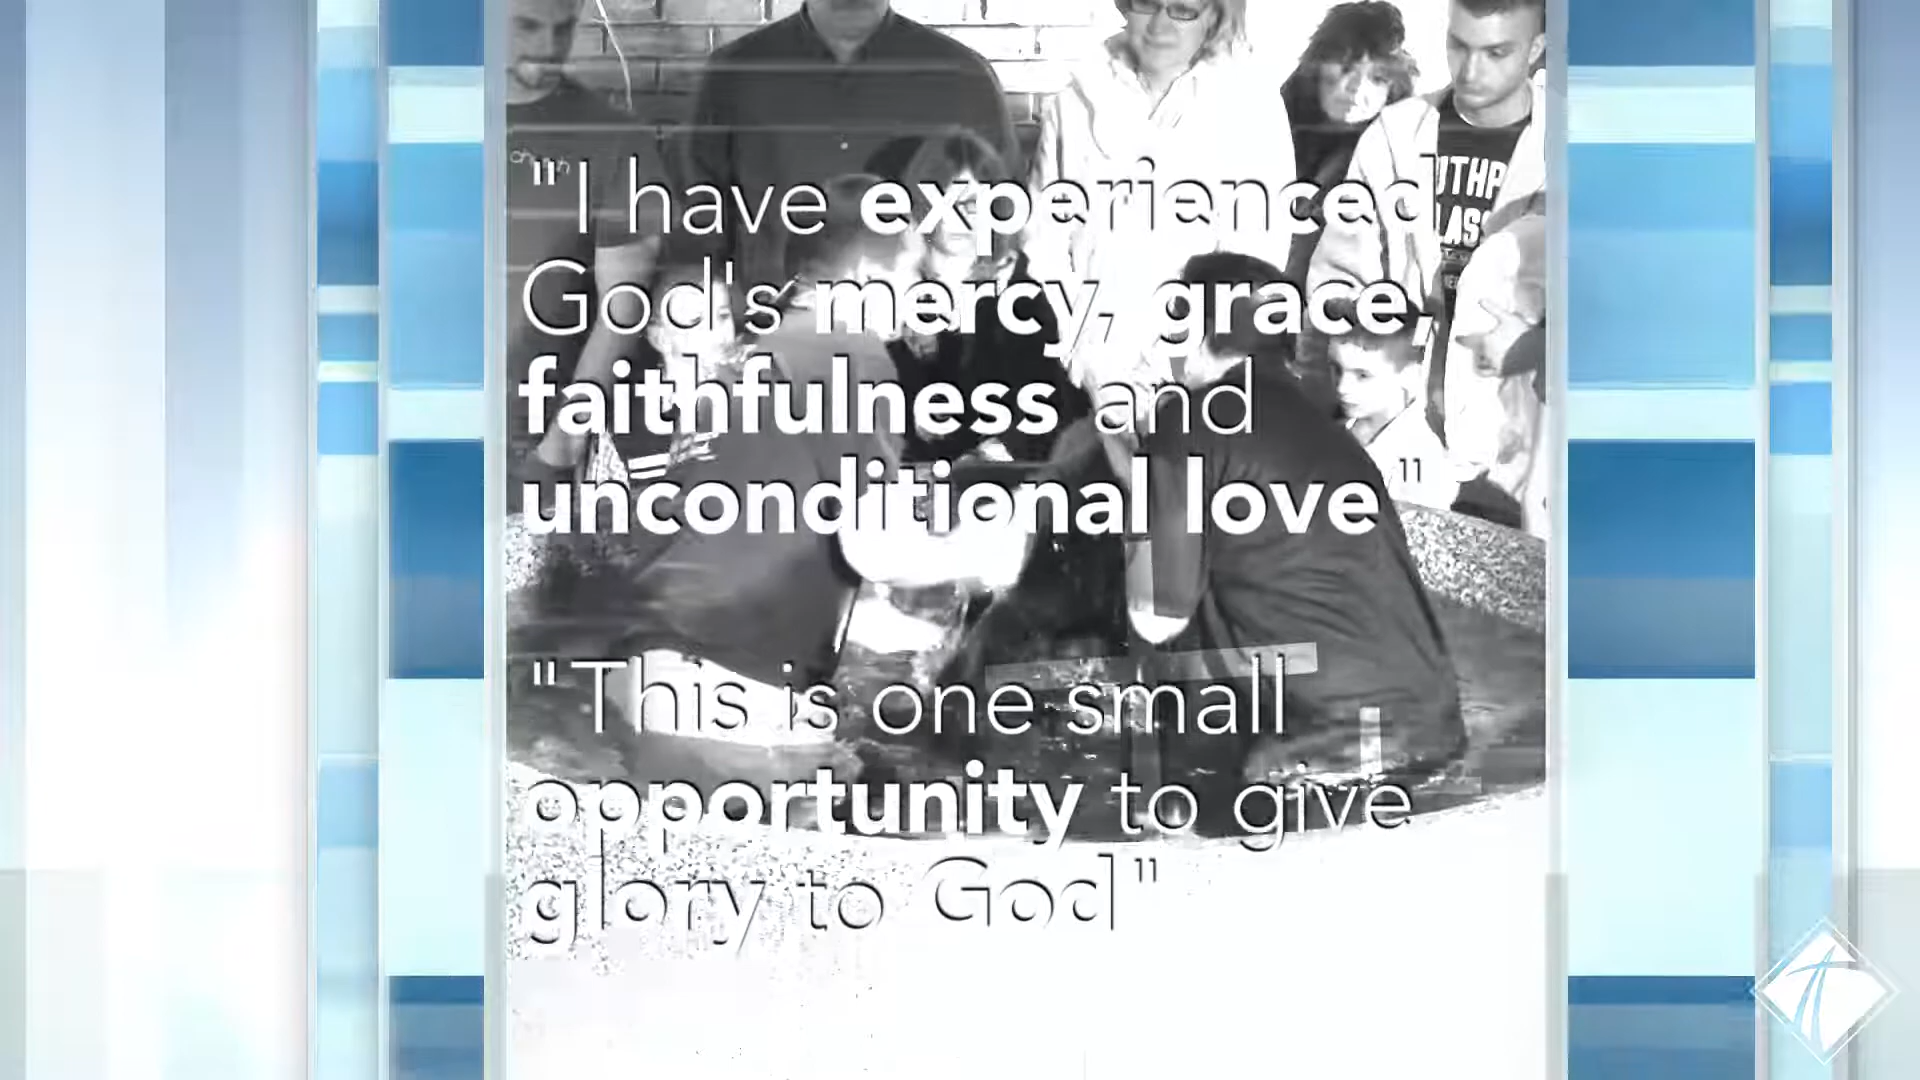 "I have experienced
God's mercy, grace,
faithfulness and
unconditional love"
"This is one small
opportunity to give
glory to God"
church